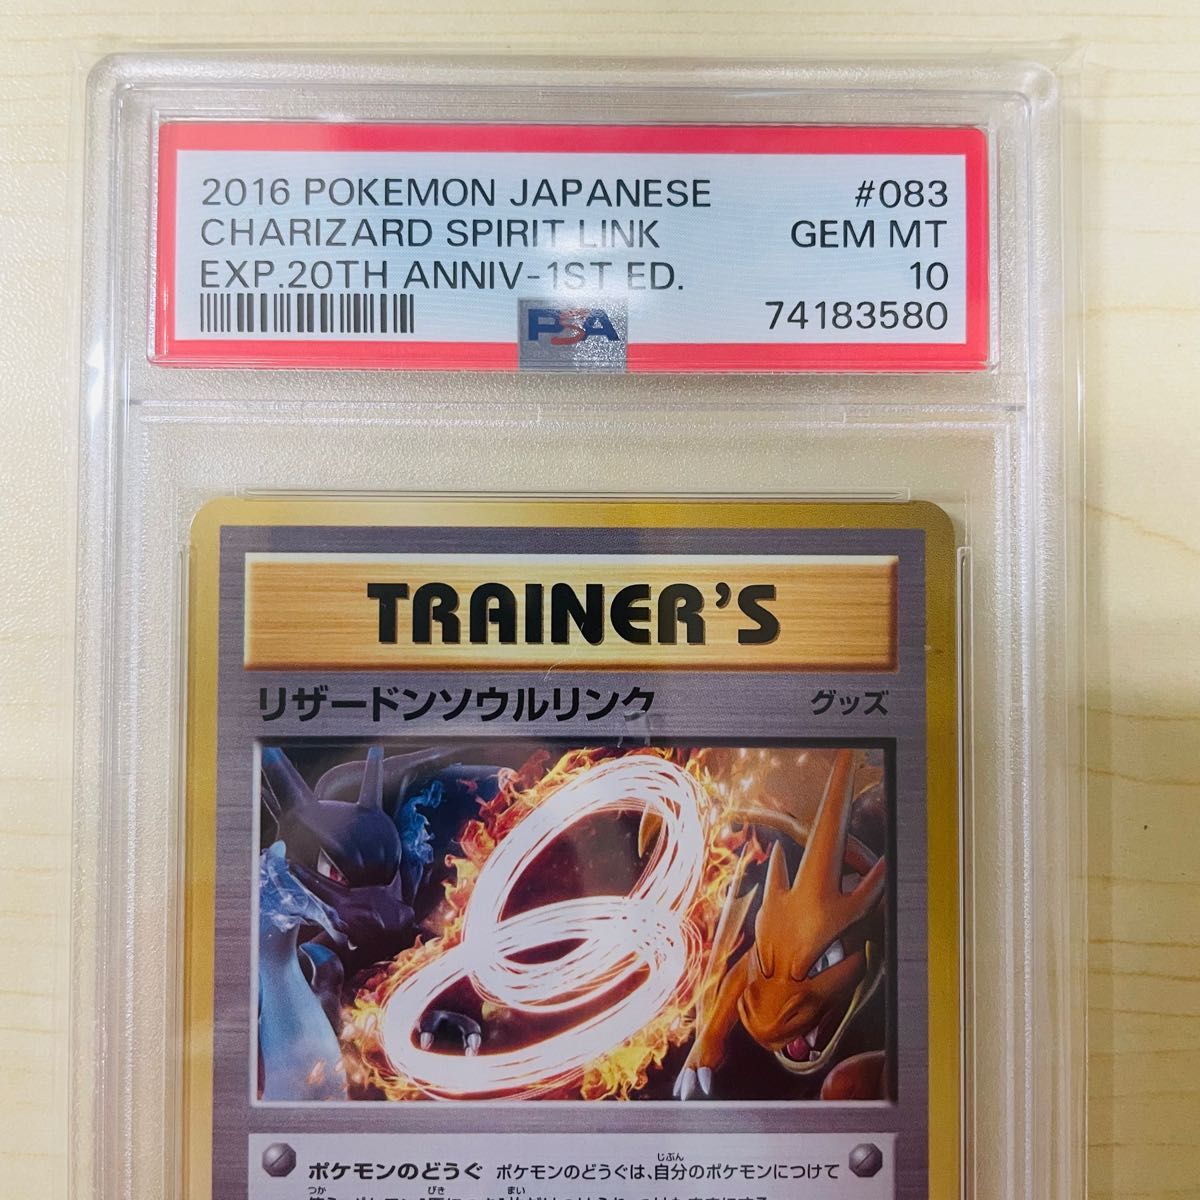 2016 POKEMON JAPANESE #083
CHARIZARD SPIRIT LINK GEM MT
EXP.20TH ANNIV-1ST ED. 10
PSA 74183580
TRAINER'S
リザードンソウルリンク グッズ
ポケモンのどうぐ ポケモンのどうぐは、自分のポケモンにつけて